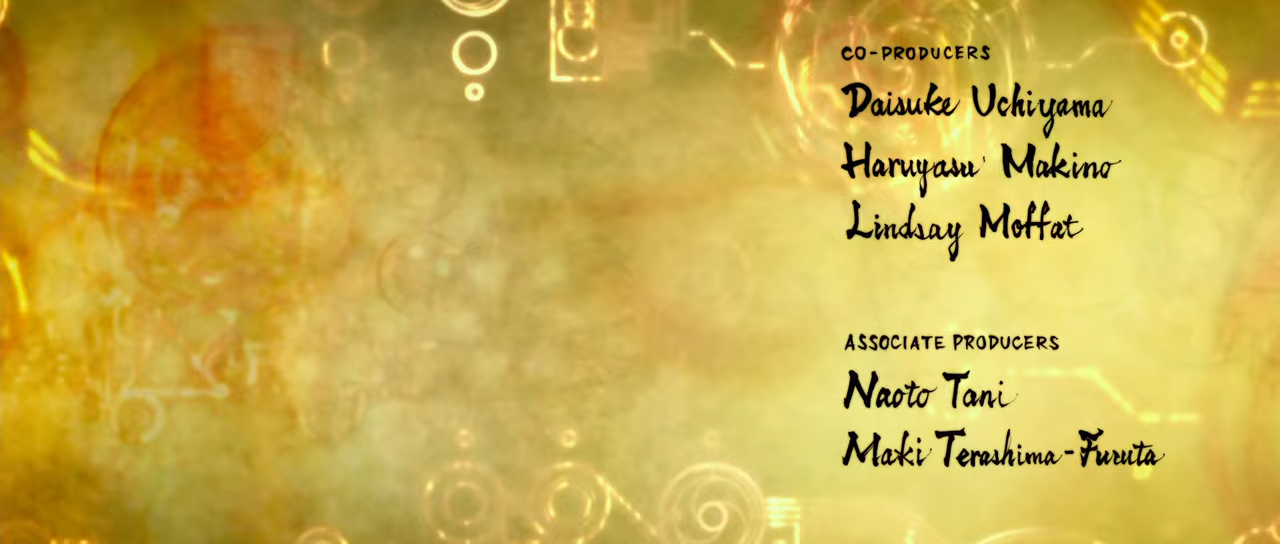 CO-PRODUCERS
Daisuke Uchiyama
Haruyasu Makino
Lindsay Moffat
ASSOCIATE PRODUCERS
Naoto Tani
Maki Terashima-Furuta